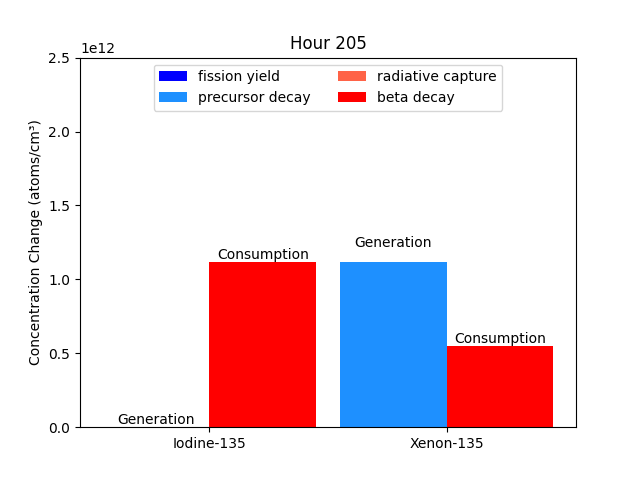 Hour 205
1e12
2.5
2.0
1.5
1.0
0.5
0.0
Concentration Change (atoms/cm³)
fission yield
precursor decay
radiative capture
beta decay
Generation
Consumption
Generation
Consumption
Iodine-135
Xenon-135